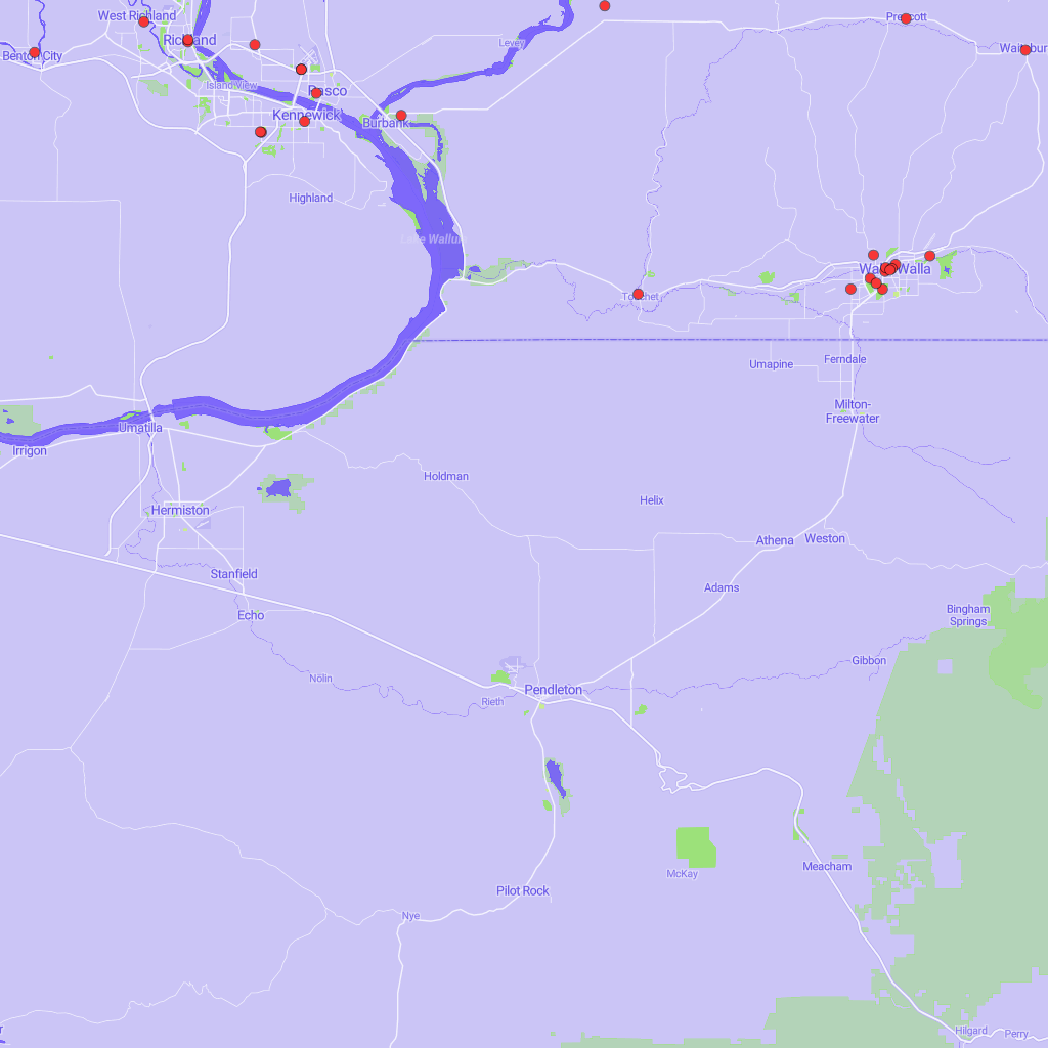 West Richland
Prescott
Richland
Levey
Benton City
Island View
Pasco
Kennewick
Burbank
Highland
Lake Wallula
Walla Walla
Touchet
Umapine
Ferndale
Milton-
Freewater
Umatilla
Irrigon
Holdman
Helix
Hermiston
Athena
Weston
Stanfield
Adams
Echo
Bingham
Springs
Gibbon
Nolin
Pendleton
Rieth
Meacham
McKay
Pilot Rock
Nye
Hilgard
Perry